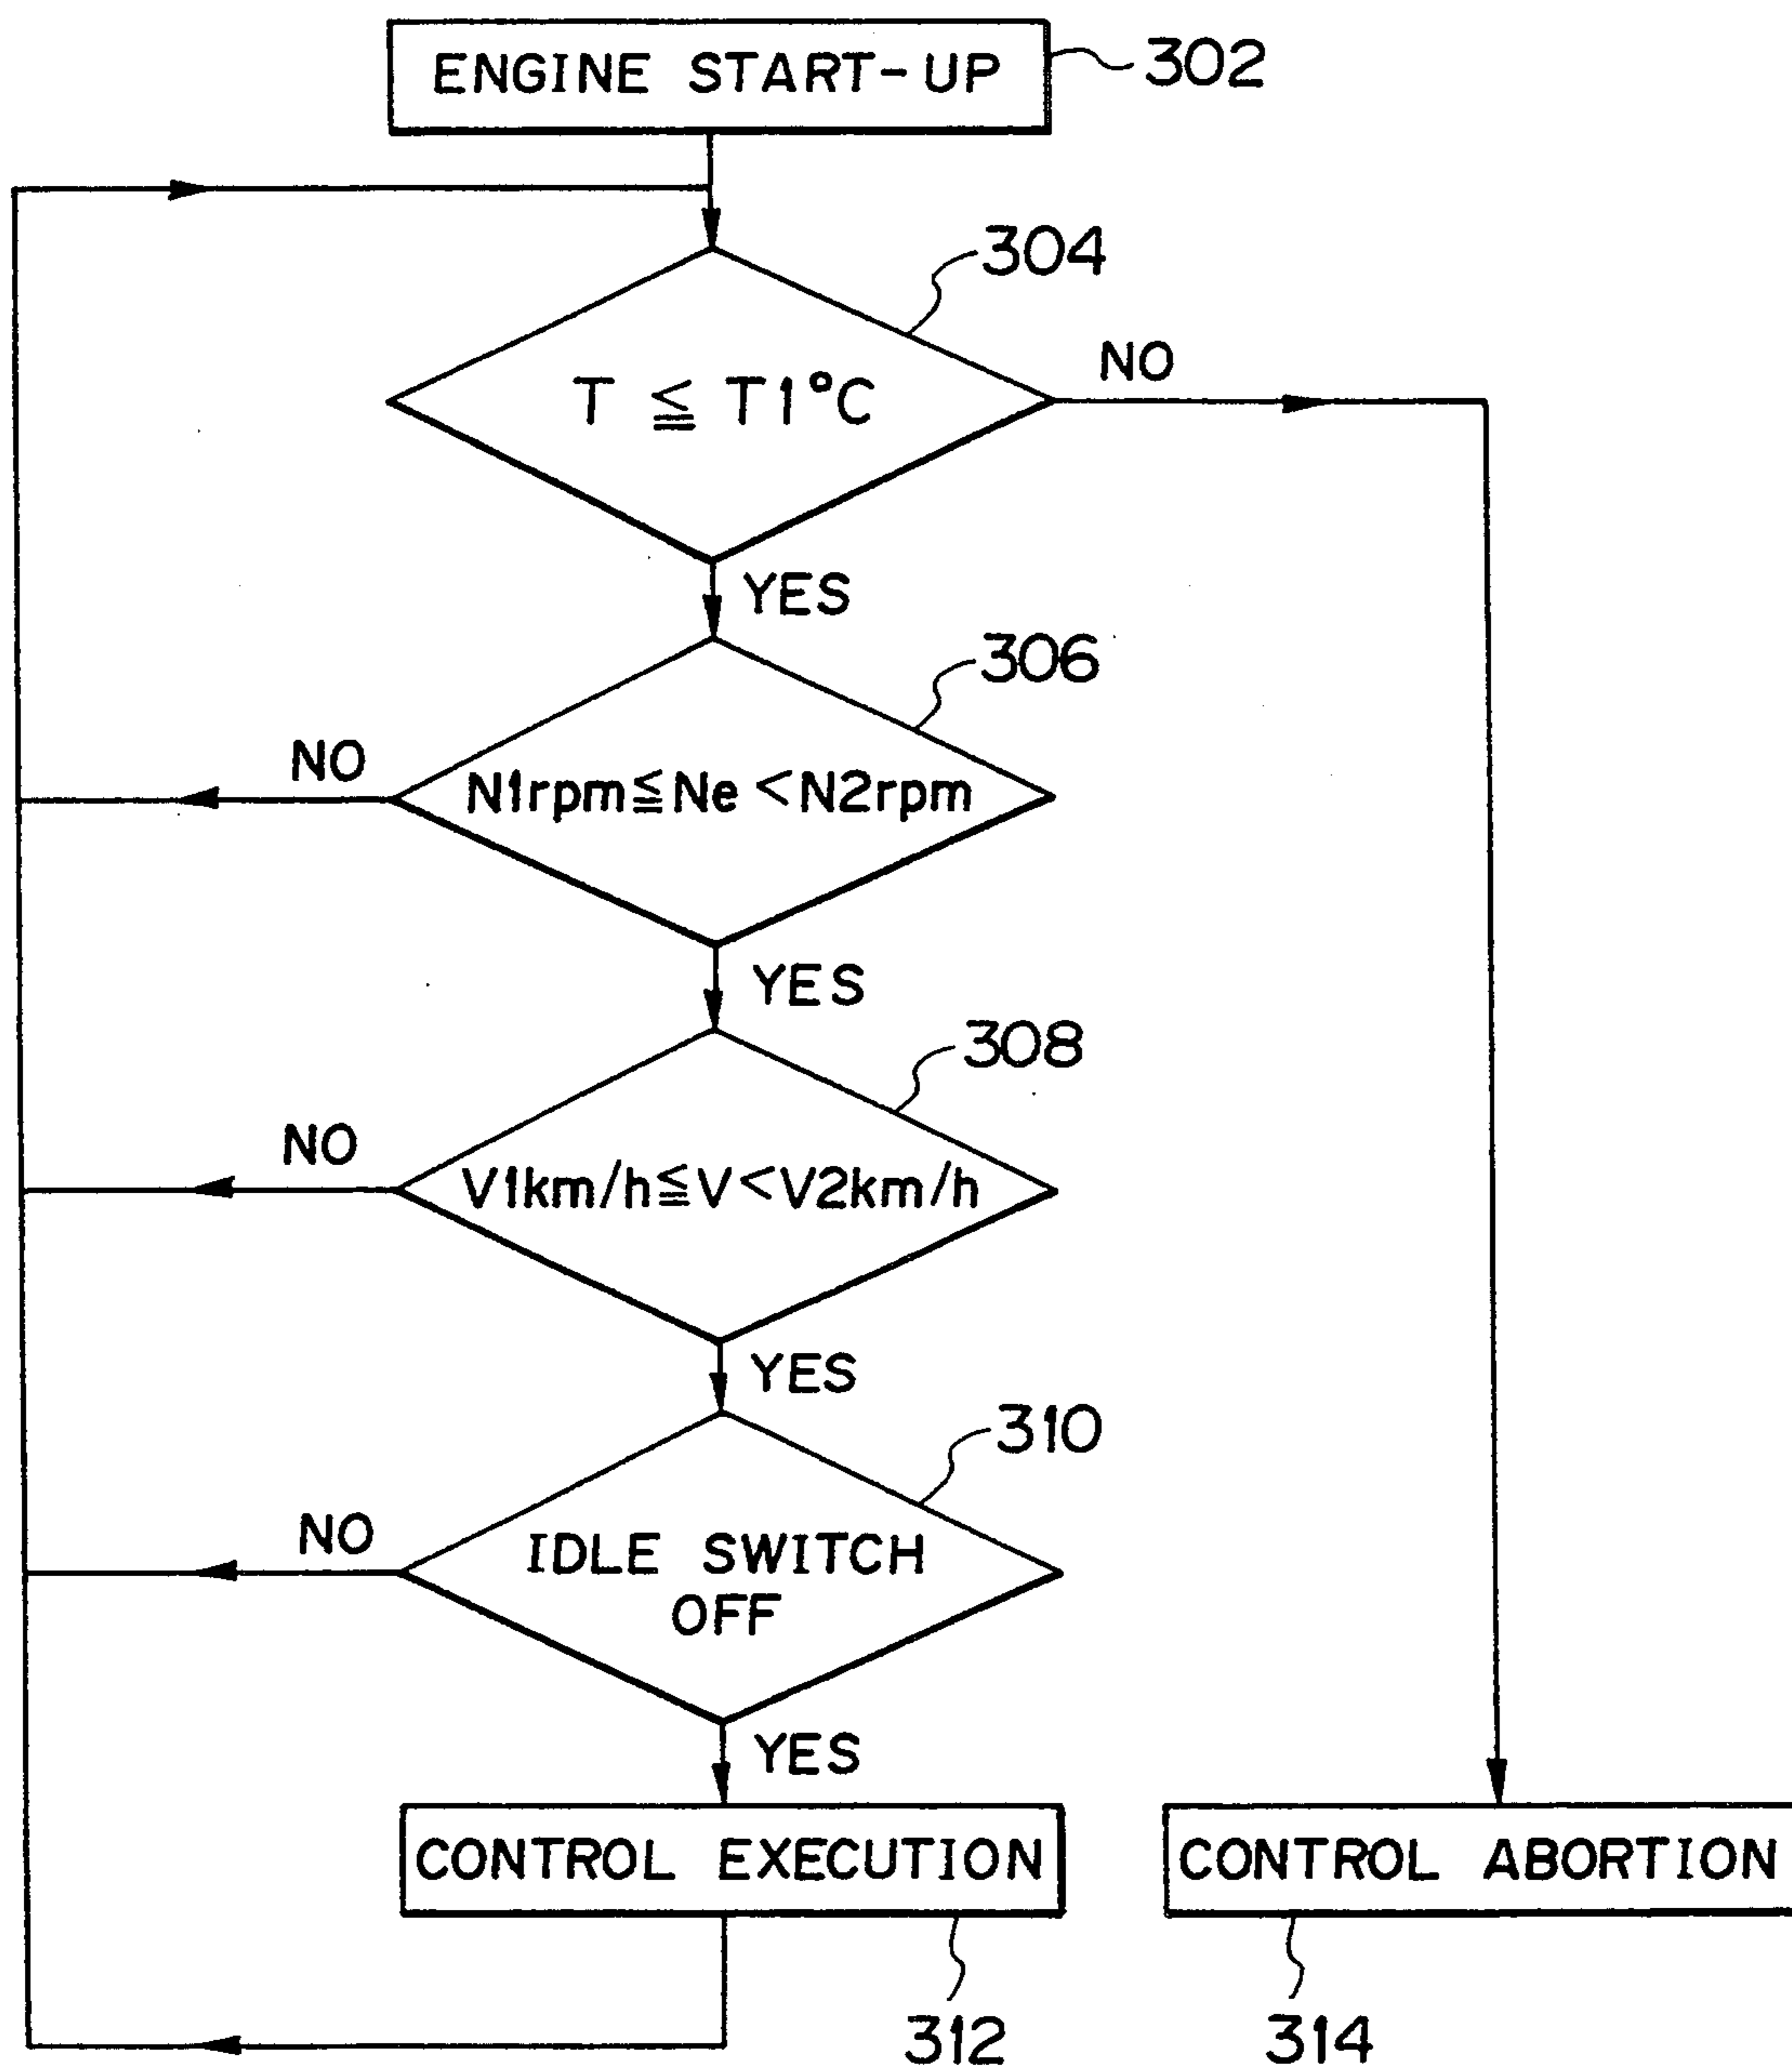 ENGINE START-UP
302
304
T ≦ T1°C
NO
YES
306
N1rpm≦Ne<N2rpm
NO
YES
308
V1km/h≦V<V2km/h
NO
YES
310
IDLE SWITCH
OFF
NO
YES
CONTROL EXECUTION
CONTROL ABORTION
312
314